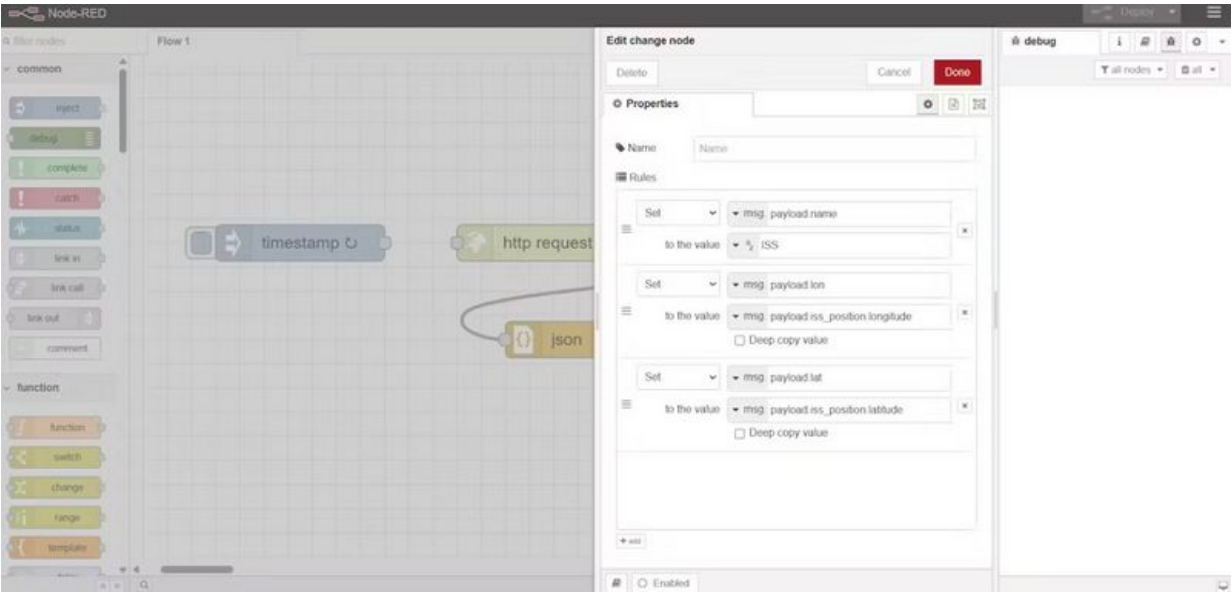 Node-RED
Deploy
filter nodes
Flow 1
Edit change node
debug
i
common
Delete
Cancel
Done
all nodes
all
inject
Properties
debug
complete
Name
Name
catch
Rules
status
Set
msg. payload.name
timestamp ↻
http request
link in
to the value
ISS
link call
Set
msg. payload.lon
link out
to the value
msg. payload.iss_position.longitude
json
comment
Deep copy value
function
Set
msg. payload.lat
to the value
msg. payload.iss_position.latitude
function
Deep copy value
switch
change
range
+ add
template
Enabled